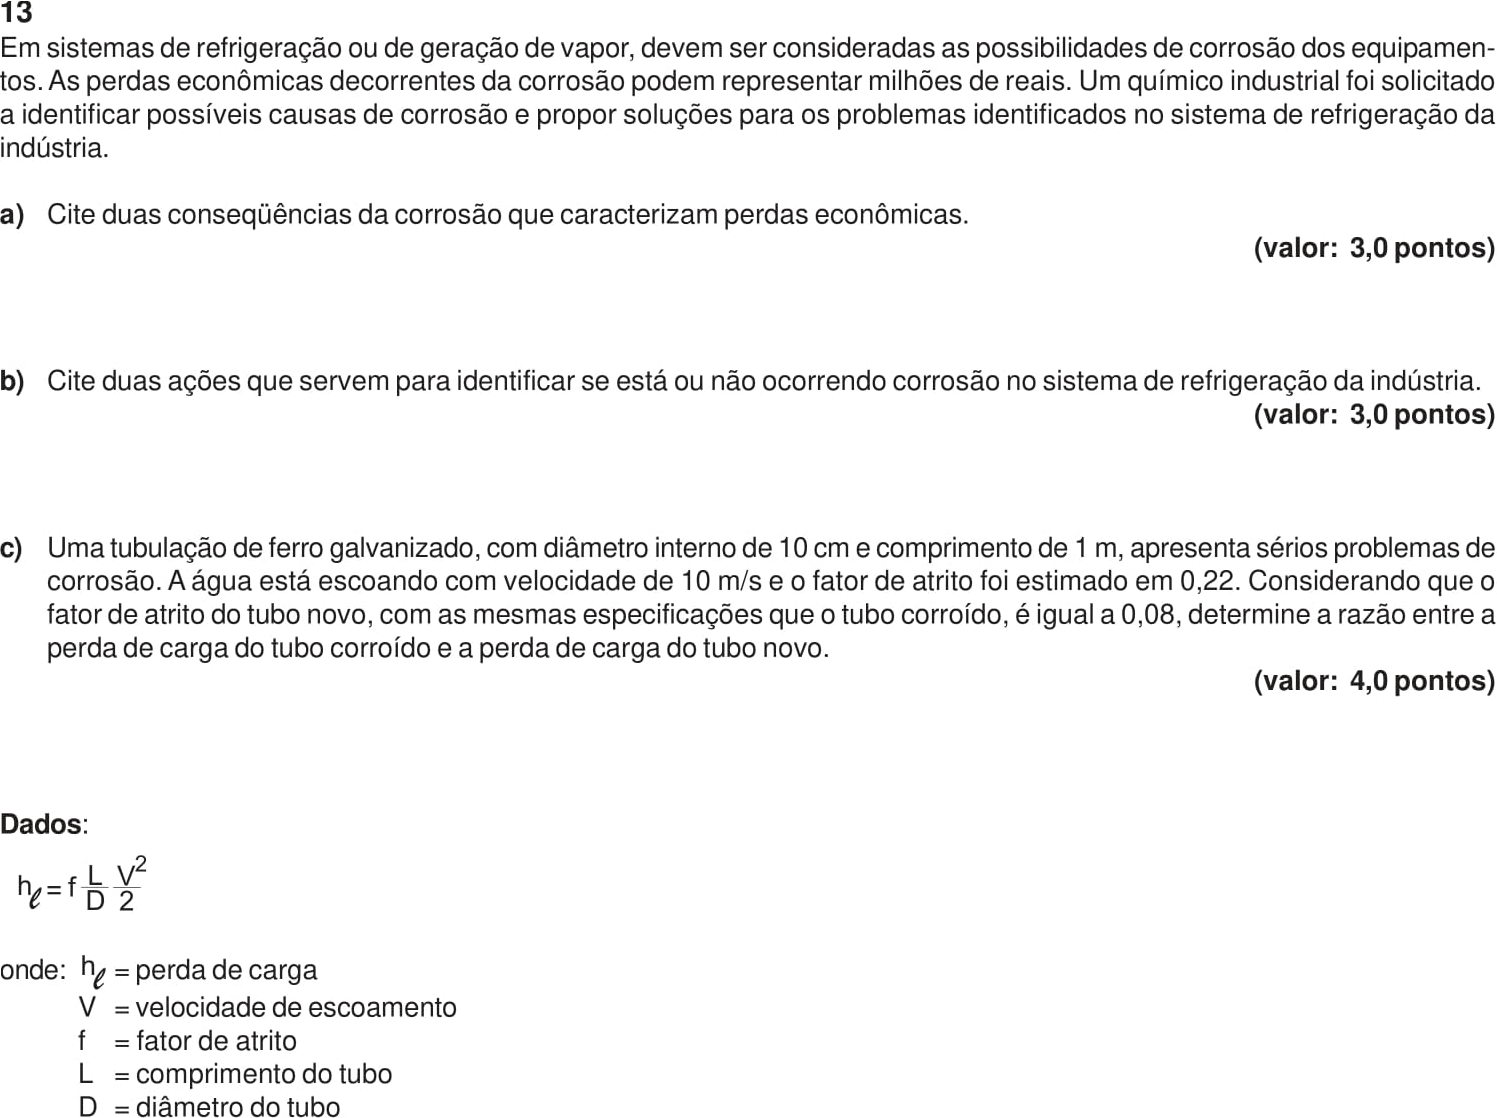 13
Em sistemas de refrigeração ou de geração de vapor, devem ser consideradas as possibilidades de corrosão dos equipamen-
tos. As perdas econômicas decorrentes da corrosão podem representar milhões de reais. Um químico industrial foi solicitado
a identificar possíveis causas de corrosão e propor soluções para os problemas identificados no sistema de refrigeração da
indústria.
a) Cite duas conseqüências da corrosão que caracterizam perdas econômicas.
(valor: 3,0 pontos)
b) Cite duas ações que servem para identificar se está ou não ocorrendo corrosão no sistema de refrigeração da indústria.
(valor: 3,0 pontos)
c) Uma tubulação de ferro galvanizado, com diâmetro interno de 10 cm e comprimento de 1 m, apresenta sérios problemas de
corrosão. A água está escoando com velocidade de 10 m/s e o fator de atrito foi estimado em 0,22. Considerando que o
fator de atrito do tubo novo, com as mesmas especificações que o tubo corroído, é igual a 0,08, determine a razão entre a
perda de carga do tubo corroído e a perda de carga do tubo novo.
(valor: 4,0 pontos)
Dados:
hℓ = f L/D V²/2
onde: hℓ = perda de carga
V = velocidade de escoamento
f = fator de atrito
L = comprimento do tubo
D = diâmetro do tubo